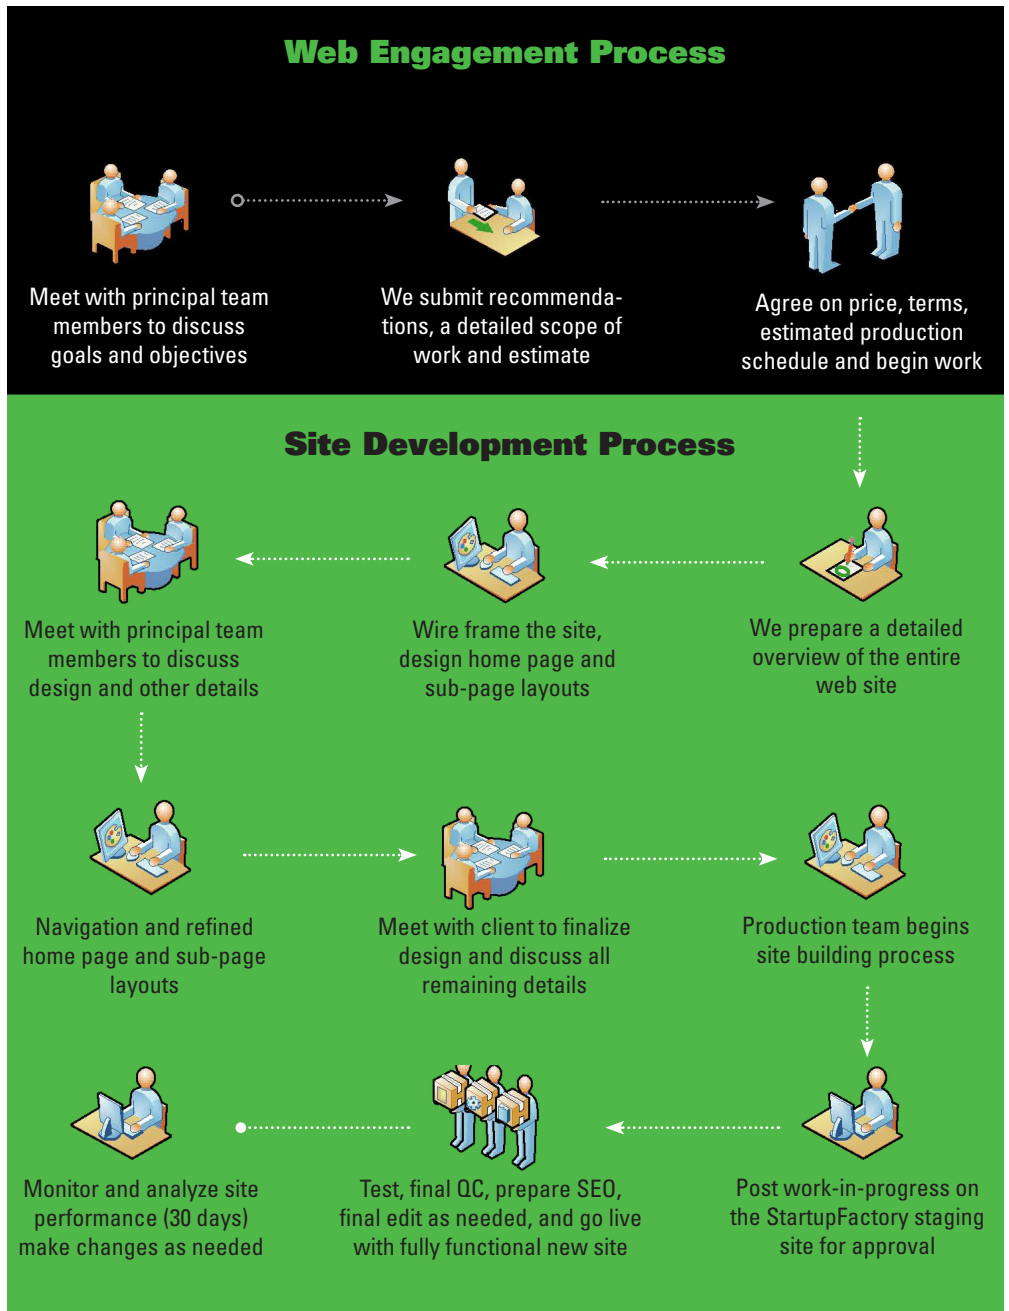 Web Engagement Process
Meet with principal team
members to discuss
goals and objectives
We submit recommenda-
tions, a detailed scope of
work and estimate
Agree on price, terms,
estimated production
schedule and begin work
Site Development Process
We prepare a detailed
overview of the entire
web site
Wire frame the site,
design home page and
sub-page layouts
Meet with principal team
members to discuss
design and other details
Navigation and refined
home page and sub-page
layouts
Meet with client to finalize
design and discuss all
remaining details
Production team begins
site building process
Post work-in-progress on
the StartupFactory staging
site for approval
Test, final QC, prepare SEO,
final edit as needed, and go live
with fully functional new site
Monitor and analyze site
performance (30 days)
make changes as needed